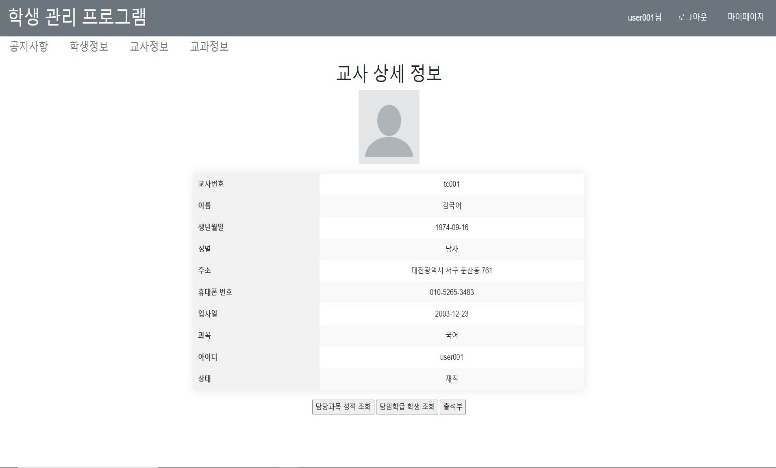 학생 관리 프로그램
user001님 로그아웃 마이페이지
공지사항 학생정보 교사정보 교과정보
교사 상세 정보
교사번호 tc001
이름 김국어
생년월일 1974-09-16
성별 남자
주소 대전광역시 서구 둔산동 761
휴대폰 번호 010-5265-3483
입사일 2003-12-23
과목 국어
아이디 user001
상태 재직
담당과목 성적 조회 담임학급 학생 조회 출석부